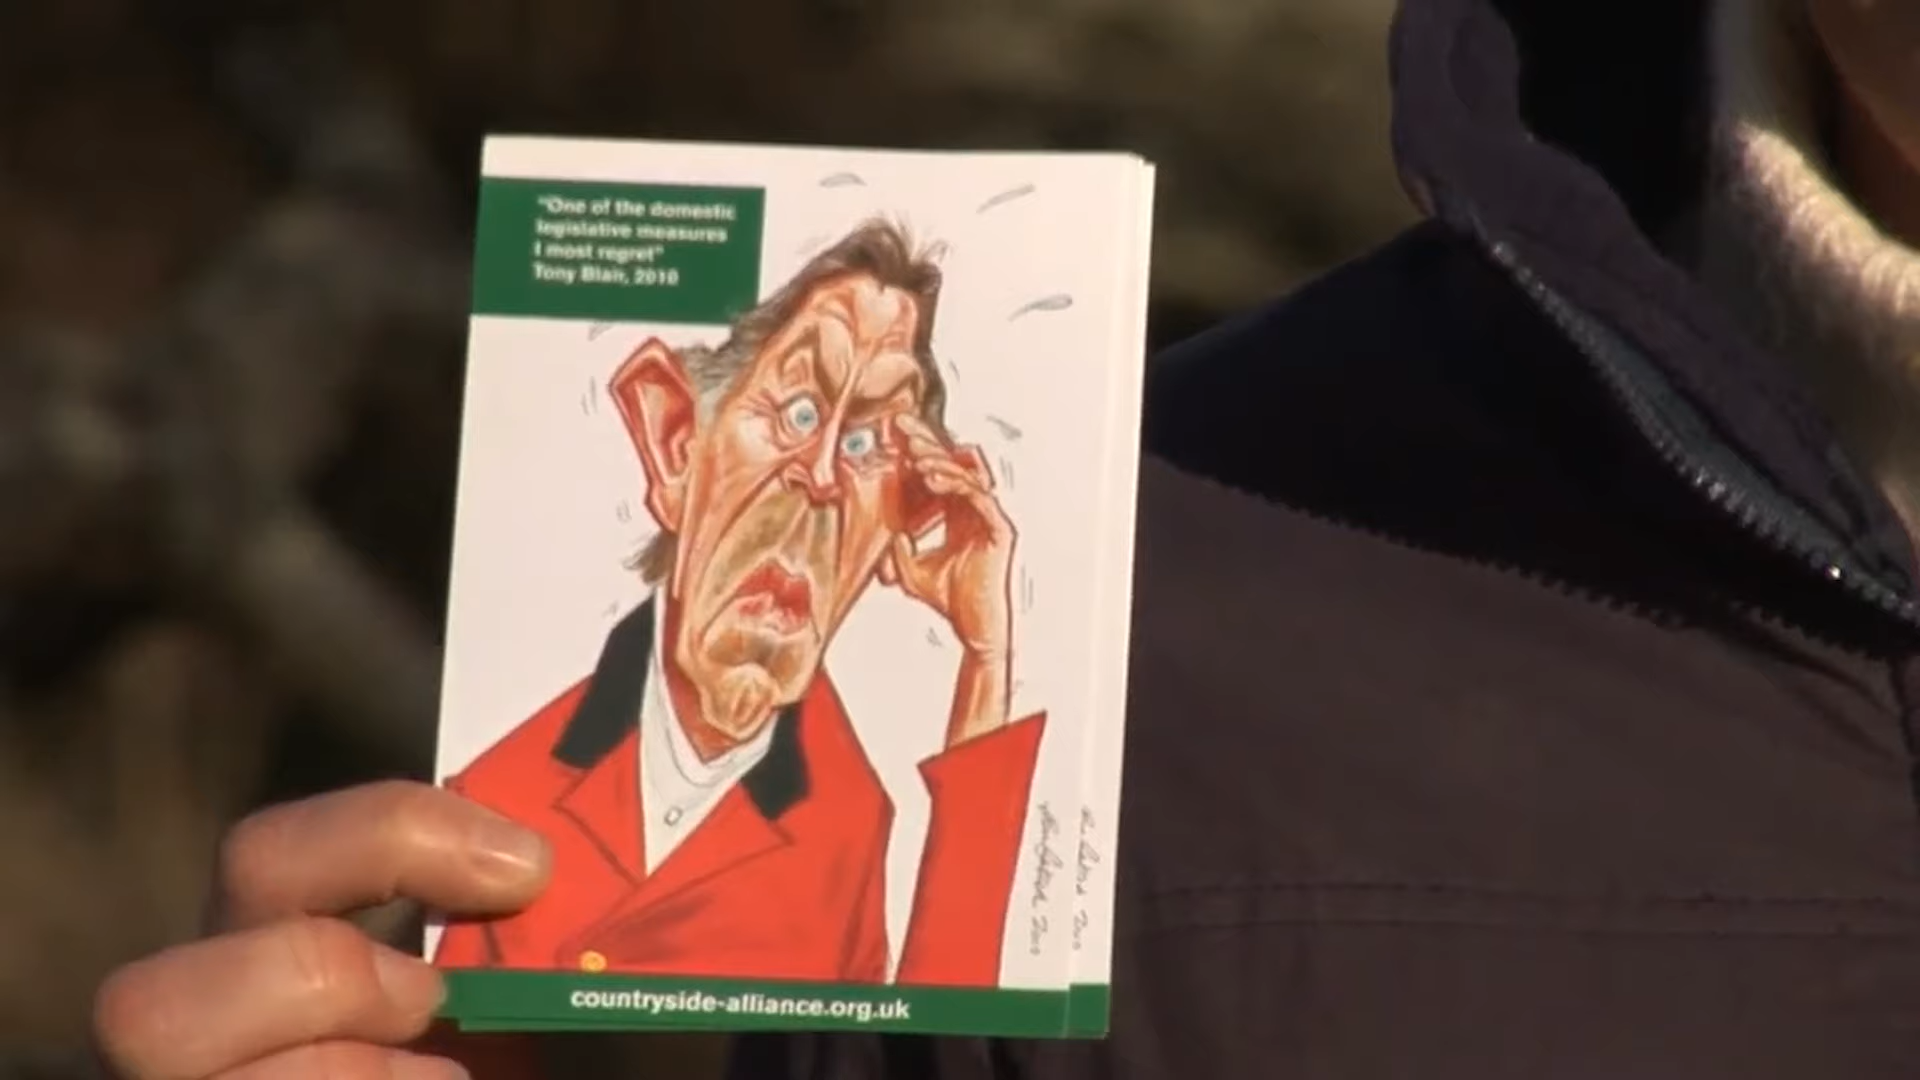 "One of the domestic
legislative measures
I most regret"
Tony Blair, 2010
countryside-alliance.org.uk